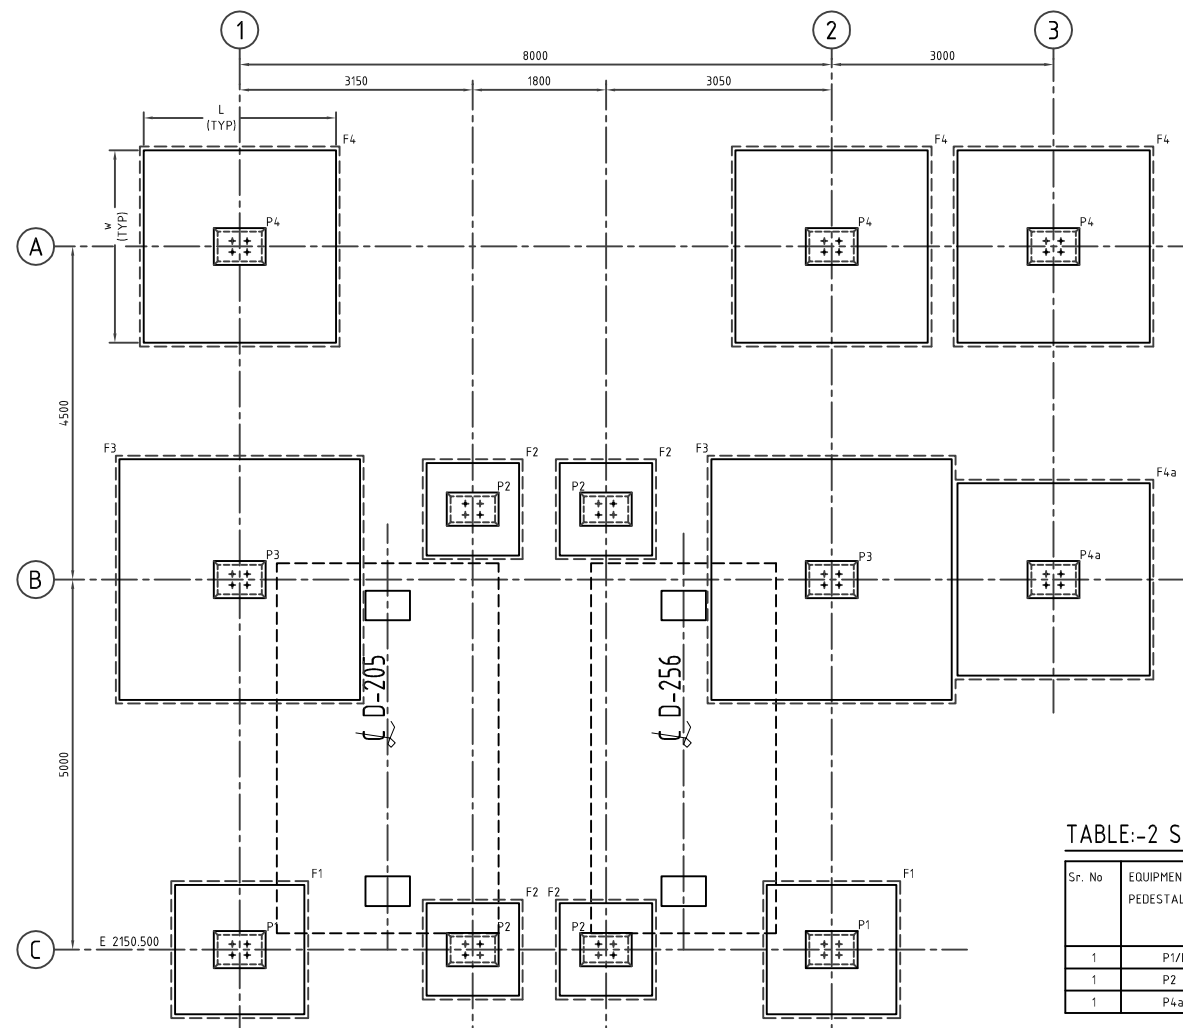 1
2
3
8000
3000
3150
1800
3050
L
(TYP)
F4
F4
F4
W
(TYP)
P4
P4
P4
A
4500
F3
F2
F2
F3
F4a
P2
P2
P3
P3
P4a
B
D-205
D-256
5000
F1
F2
F2
F1
P1
P2
P2
P1
E 2150.500
C
TABLE:-2 S
Sr. No
EQUIPMEN
PEDESTAL
1
P1/
1
P2
1
P4a